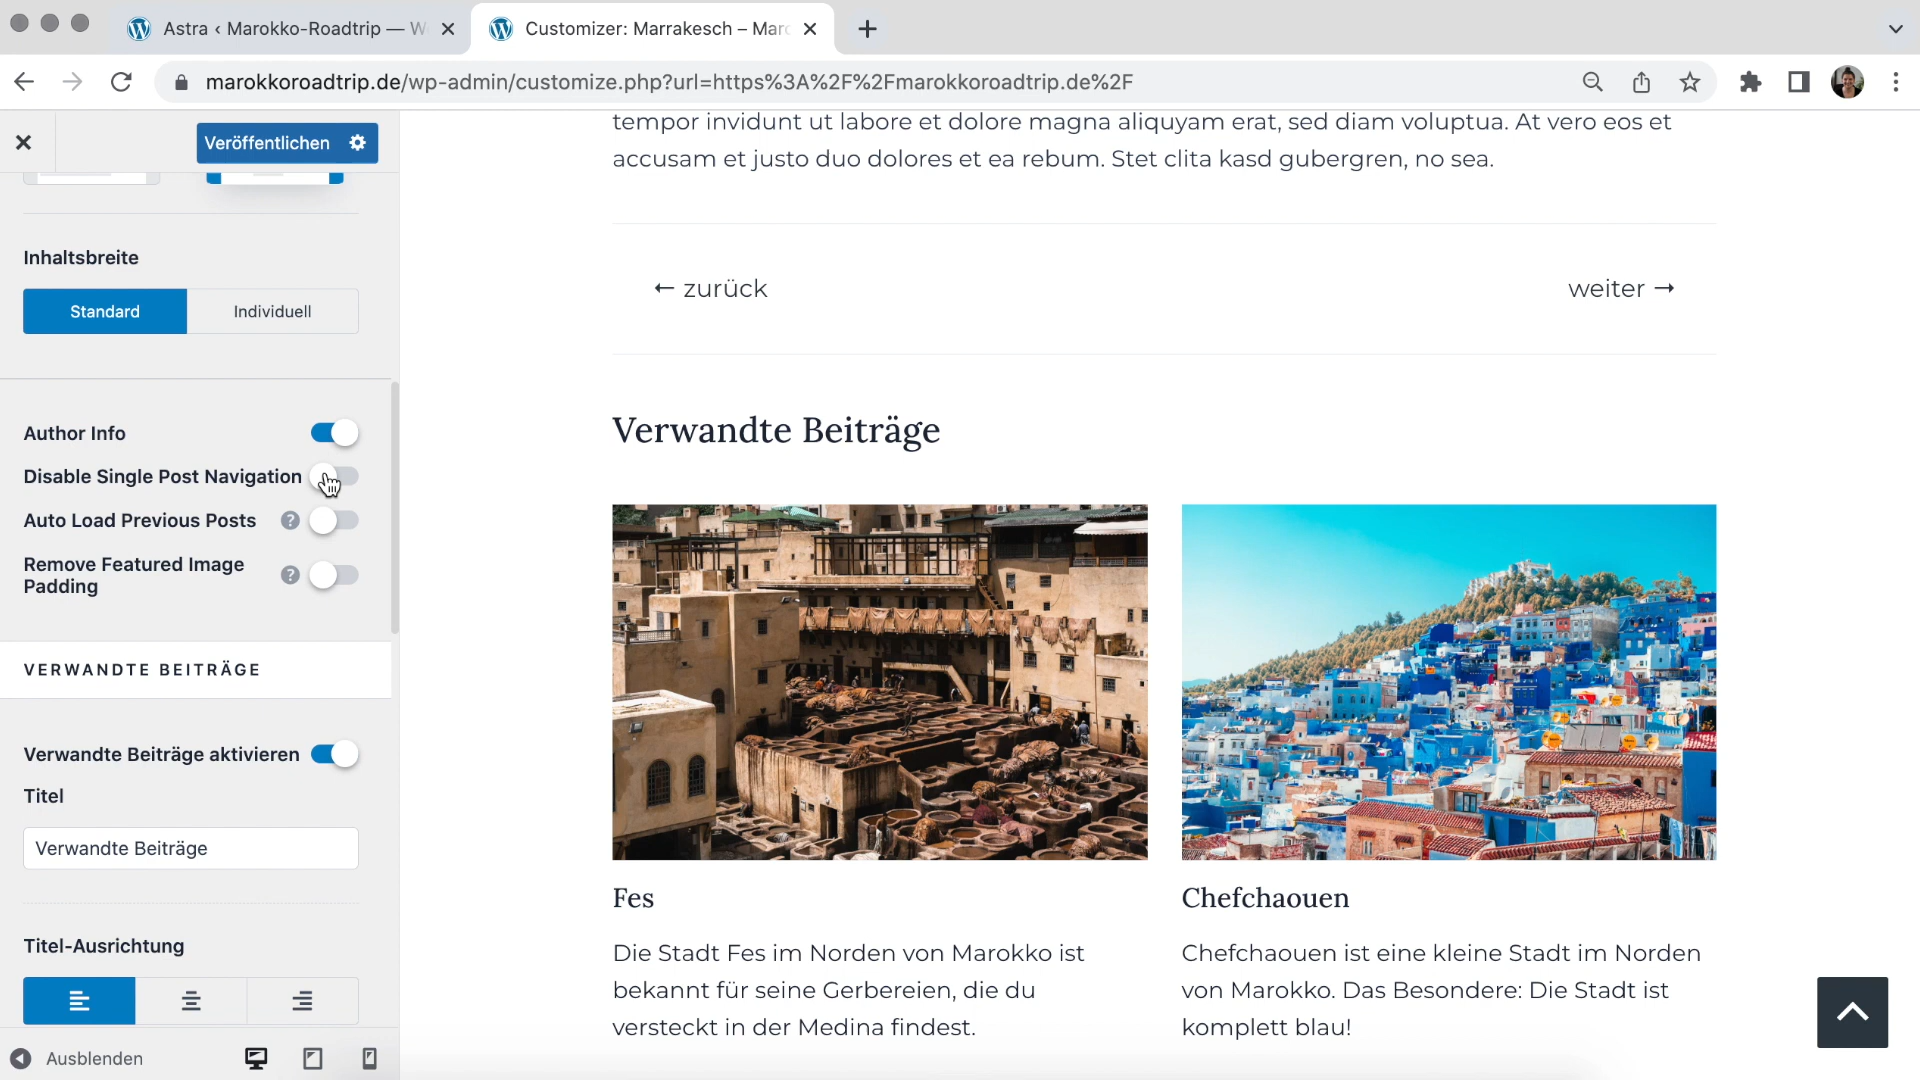 Astra ‹ Marokko-Roadtrip — W
Customizer: Marrakesch – Mar
marokkoroadtrip.de/wp-admin/customize.php?url=https%3A%2F%2Fmarokkoroadtrip.de%2F
Veröffentlichen
Inhaltsbreite
Standard
Individuell
Author Info
Disable Single Post Navigation
Auto Load Previous Posts ?
Remove Featured Image
Padding
?
VERWANDTE BEITRÄGE
Verwandte Beiträge aktivieren
Titel
Verwandte Beiträge
Titel-Ausrichtung
Ausblenden
tempor invidunt ut labore et dolore magna aliquyam erat, sed diam voluptua. At vero eos et
accusam et justo duo dolores et ea rebum. Stet clita kasd gubergren, no sea.
← zurück
weiter →
Verwandte Beiträge
Fes
Die Stadt Fes im Norden von Marokko ist
bekannt für seine Gerbereien, die du
versteckt in der Medina findest.
Chefchaouen
Chefchaouen ist eine kleine Stadt im Norden
von Marokko. Das Besondere: Die Stadt ist
komplett blau!